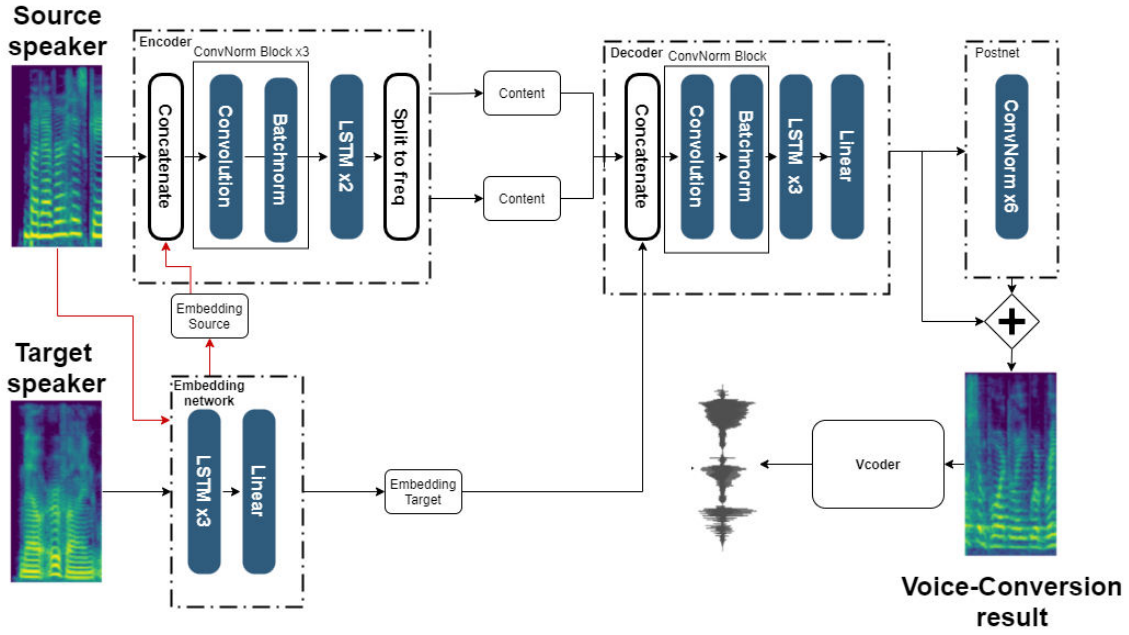 Source
speaker
Encoder
ConvNorm Block x3
Concatenate
Convolution
Batchnorm
LSTM x2
Split to
freq
Content
Content
Decoder
ConvNorm Block
Concatenate
Convolution
Batchnorm
LSTM x3
Linear
Postnet
ConvNorm x6
Embedding
Source
Target
speaker
Embedding
network
LSTM x3
Linear
Embedding
Target
Vcoder
Voice-Conversion
result